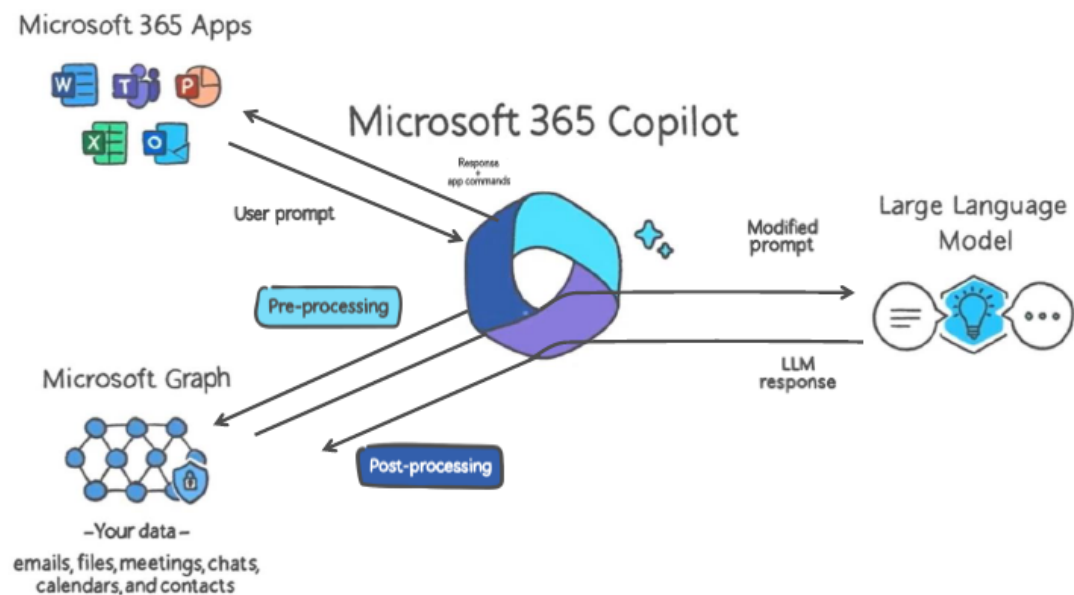 Microsoft 365 Apps
W
T
P
X
O
Microsoft 365 Copilot
Response
+
app commands
User prompt
Modified
prompt
Large Language
Model
Pre-processing
LLM
response
Microsoft Graph
Post-processing
-Your data-
emails, files, meetings, chats,
calendars, and contacts